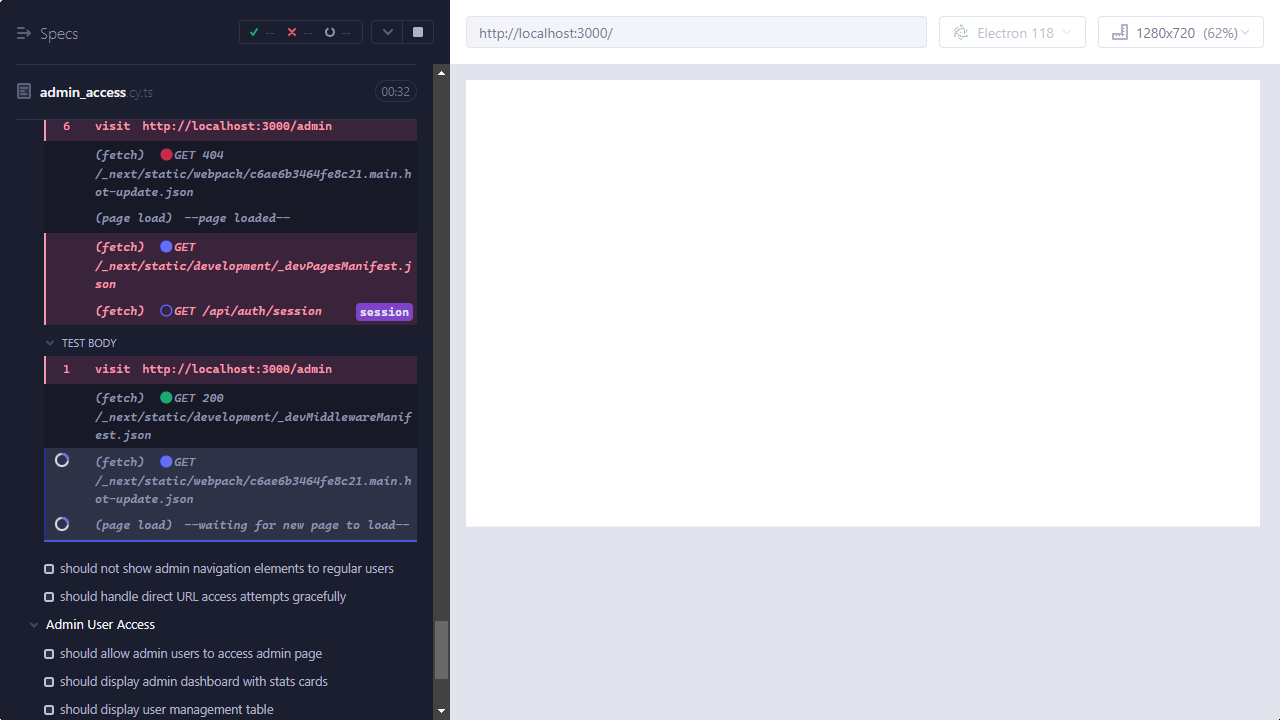 Specs
-- -- --
http://localhost:3000/
Electron 118
1280x720 (62%)
admin_access.cy.ts
00:32
6 visit http://localhost:3000/admin
(fetch) GET 404
/_next/static/webpack/c6ae6b3464fe8c21.main.h
ot-update.json
(page load) --page loaded--
(fetch) GET
/_next/static/development/_devPagesManifest.j
son
(fetch) GET /api/auth/session session
TEST BODY
1 visit http://localhost:3000/admin
(fetch) GET 200
/_next/static/development/_devMiddlewareManif
est.json
(fetch) GET
/_next/static/webpack/c6ae6b3464fe8c21.main.h
ot-update.json
(page load) --waiting for new page to load--
should not show admin navigation elements to regular users
should handle direct URL access attempts gracefully
Admin User Access
should allow admin users to access admin page
should display admin dashboard with stats cards
should display user management table